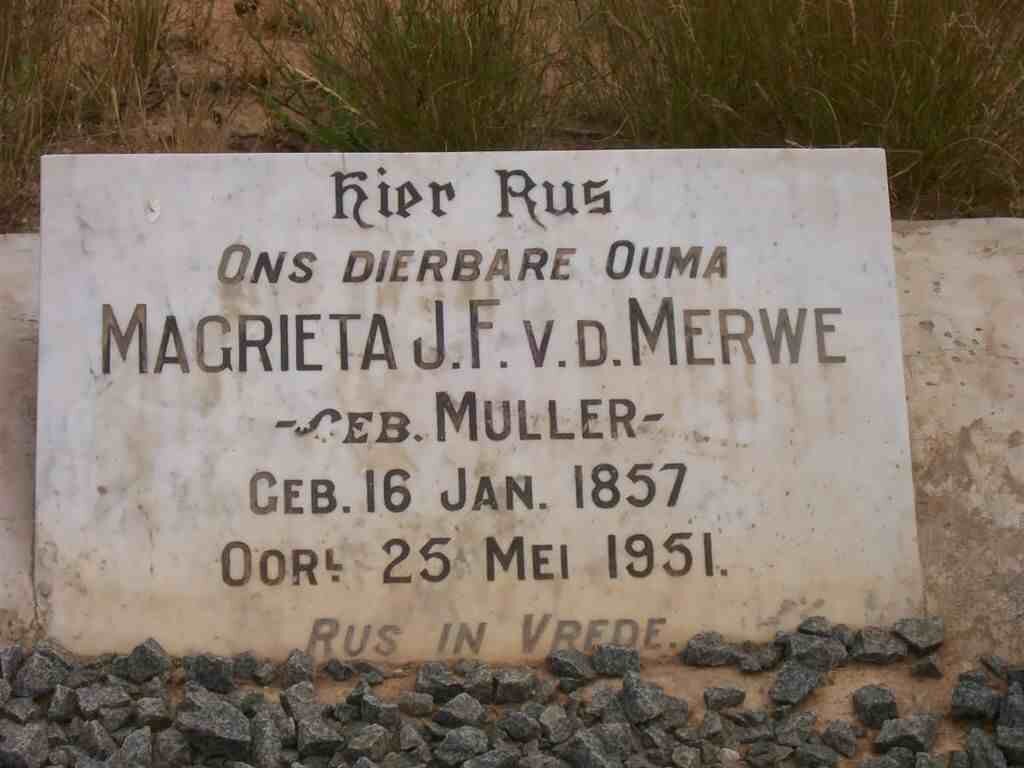 Hier Rus
ONS DIERBARE OUMA
MAGRIETA J.F. V.D. MERWE
-GEB. MULLER-
GEB. 16 JAN. 1857
OORL. 25 MEI 1951.
RUS IN VREDE.